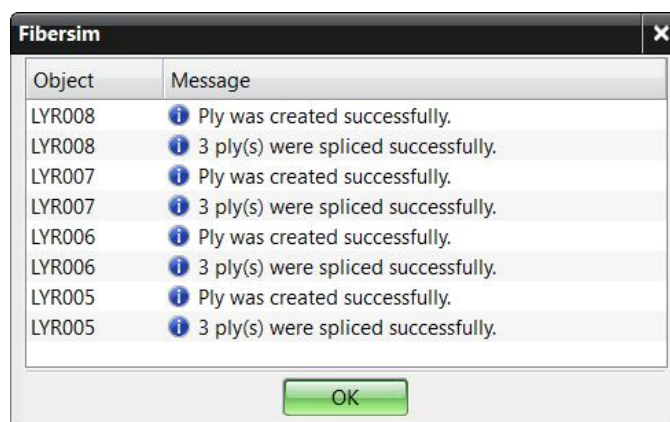 Fibersim
Object Message
LYR008 Ply was created successfully.
LYR008 3 ply(s) were spliced successfully.
LYR007 Ply was created successfully.
LYR007 3 ply(s) were spliced successfully.
LYR006 Ply was created successfully.
LYR006 3 ply(s) were spliced successfully.
LYR005 Ply was created successfully.
LYR005 3 ply(s) were spliced successfully.
OK